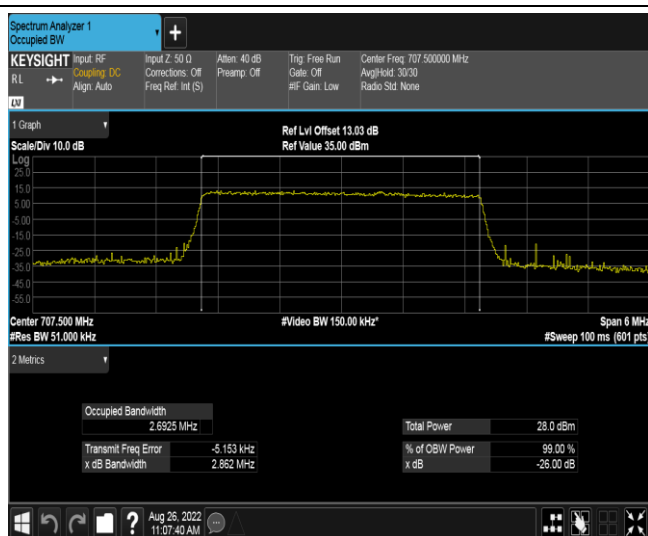 Spectrum Analyzer 1
Occupied BW
+
KEYSIGHT
RL
LXI
Input: RF
Coupling: DC
Align: Auto
Input Z: 50 Ω
Corrections: Off
Freq Ref: Int (S)
Atten: 40 dB
Preamp: Off
Trig: Free Run
Gate: Off
#IF Gain: Low
Center Freq: 707.500000 MHz
Avg|Hold: 30/30
Radio Std: None
1 Graph
Scale/Div 10.0 dB
Ref Lvl Offset 13.03 dB
Ref Value 35.00 dBm
Log
25.0
15.0
5.00
-5.00
-15.0
-25.0
-35.0
-45.0
-55.0
Center 707.500 MHz
#Res BW 51.000 kHz
#Video BW 150.00 kHz*
Span 6 MHz
#Sweep 100 ms (601 pts)
2 Metrics
Occupied Bandwidth
2.6925 MHz
Total Power 28.0 dBm
Transmit Freq Error -5.153 kHz
% of OBW Power 99.00 %
x dB Bandwidth 2.862 MHz
x dB -26.00 dB
?
Aug 26, 2022
11:07:40 AM